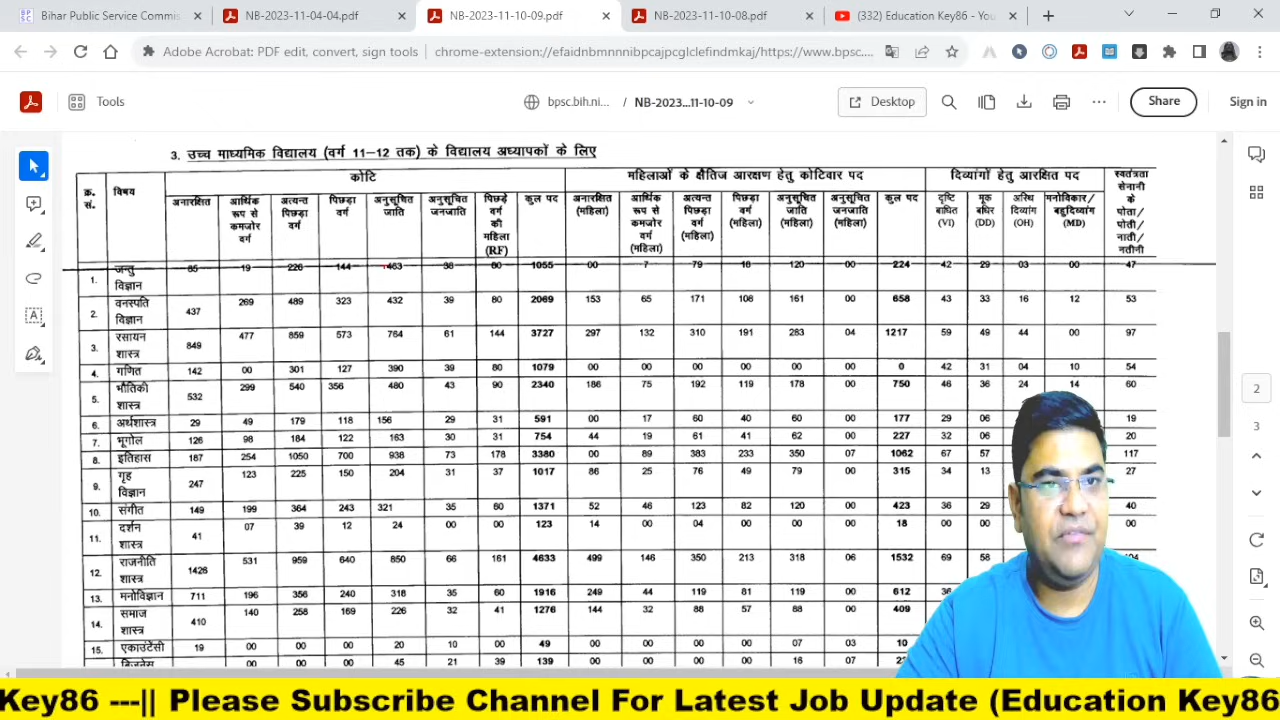 Bihar Public Service Commis
NB-2023-11-04-04.pdf
NB-2023-11-10-09.pdf
NB-2023-11-10-08.pdf
(332) Education Key86 - You
Adobe Acrobat: PDF edit, convert, sign tools
chrome-extension://efaidnbmnnnibpcajpcglclefindmkaj/https://www.bpsc....
Tools
bpsc.bih.ni...
/ NB-2023...11-10-09
Desktop
Share
Sign in
3. उच्च माध्यमिक विद्यालय (वर्ग 11-12 तक) के विद्यालय अध्यापकों के लिए
क्र. सं. विषय कोटि महिलाओं के क्षैतिज आरक्षण हेतु कोटिवार पद दिव्यांगों हेतु आरक्षित पद स्वतंत्रता सेनानी के पोता/ पोती/ नाती/ नतीनी
अनारक्षित आर्थिक रूप से कमजोर वर्ग अत्यन्त पिछड़ा वर्ग पिछड़ा वर्ग अनुसूचित जाति अनुसूचित जनजाति पिछड़े वर्ग की महिला (RF) कुल पद अनारक्षित (महिला) आर्थिक रूप से कमजोर वर्ग (महिला) अत्यन्त पिछड़ा वर्ग (महिला) पिछड़ा वर्ग (महिला) अनुसूचित जाति (महिला) अनुसूचित जनजाति (महिला) कुल पद दृष्टि बाधित (VI) मूक बधिर (DD) अस्थि दिव्यांग (OH) मनोविकार/ बहुदिव्यांग (MD)
1. जन्तु विज्ञान 85 19 226 144 463 38 80 1055 00 7 79 18 120 00 224 42 29 03 00 47
2. वनस्पति विज्ञान 437 269 489 323 432 39 80 2069 153 65 171 108 161 00 658 43 33 16 12 53
3. रसायन शास्त्र 849 477 859 573 764 61 144 3727 297 132 310 191 283 04 1217 59 49 44 00 97
4. गणित 142 00 301 127 390 39 80 1079 00 00 00 00 00 00 0 42 31 04 10 54
5. भौतिकी शास्त्र 532 299 540 356 480 43 90 2340 186 75 192 119 178 00 750 46 36 24 14 60
6. अर्थशास्त्र 29 49 179 118 156 29 31 591 00 17 60 40 60 00 177 29 06 19
7. भूगोल 126 98 184 122 163 30 31 754 44 19 61 41 62 00 227 32 06 20
8. इतिहास 187 254 1050 700 938 73 178 3380 00 89 383 233 350 07 1062 67 57 117
9. गृह विज्ञान 247 123 225 150 204 31 37 1017 86 25 76 49 79 00 315 34 13 27
10. संगीत 149 199 364 243 321 35 60 1371 52 46 123 82 120 00 423 36 29 40
11. दर्शन शास्त्र 41 07 39 12 24 00 00 123 14 00 04 00 00 00 18 00 00 00
12. राजनीति शास्त्र 1426 531 959 640 850 66 161 4633 499 146 350 213 318 06 1532 69 58
13. मनोविज्ञान 711 196 356 240 318 35 60 1916 249 44 119 81 119 00 612
14. समाज शास्त्र 410 140 258 169 226 32 41 1276 144 32 88 57 88 00 409
15. एकाउटेंसी 19 00 00 00 20 10 00 49 00 00 00 00 07 03 10
00 00 00 45 21 39 139 00 00 00 00 16 07
2
3
Key86 ---|| Please Subscribe Channel For Latest Job Update (Education Key86